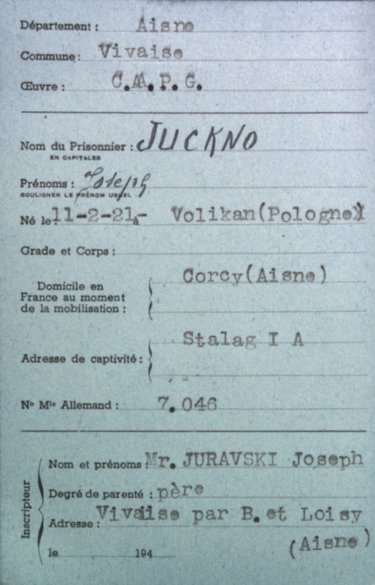 Département : Aisne
Commune : Vivaise
Œuvre : C.M.P.G.
Nom du Prisonnier : JUCKNO
EN CAPITALES
Prénoms : Joseph
SOULIGNER LE PRÉNOM USUEL
Né le 11-2-21 à - Volikan (Pologne)
Grade et Corps :
Domicile en
France au moment
de la mobilisation : Corcy (Aisne)
Adresse de captivité : Stalag I A
No Mle Allemand : 7.046
Inscripteur
Nom et prénoms : Mr. JURAVSKI Joseph
Degré de parenté : père
Adresse : Vivaise par B. et Loisy
(Aisne)
le 194